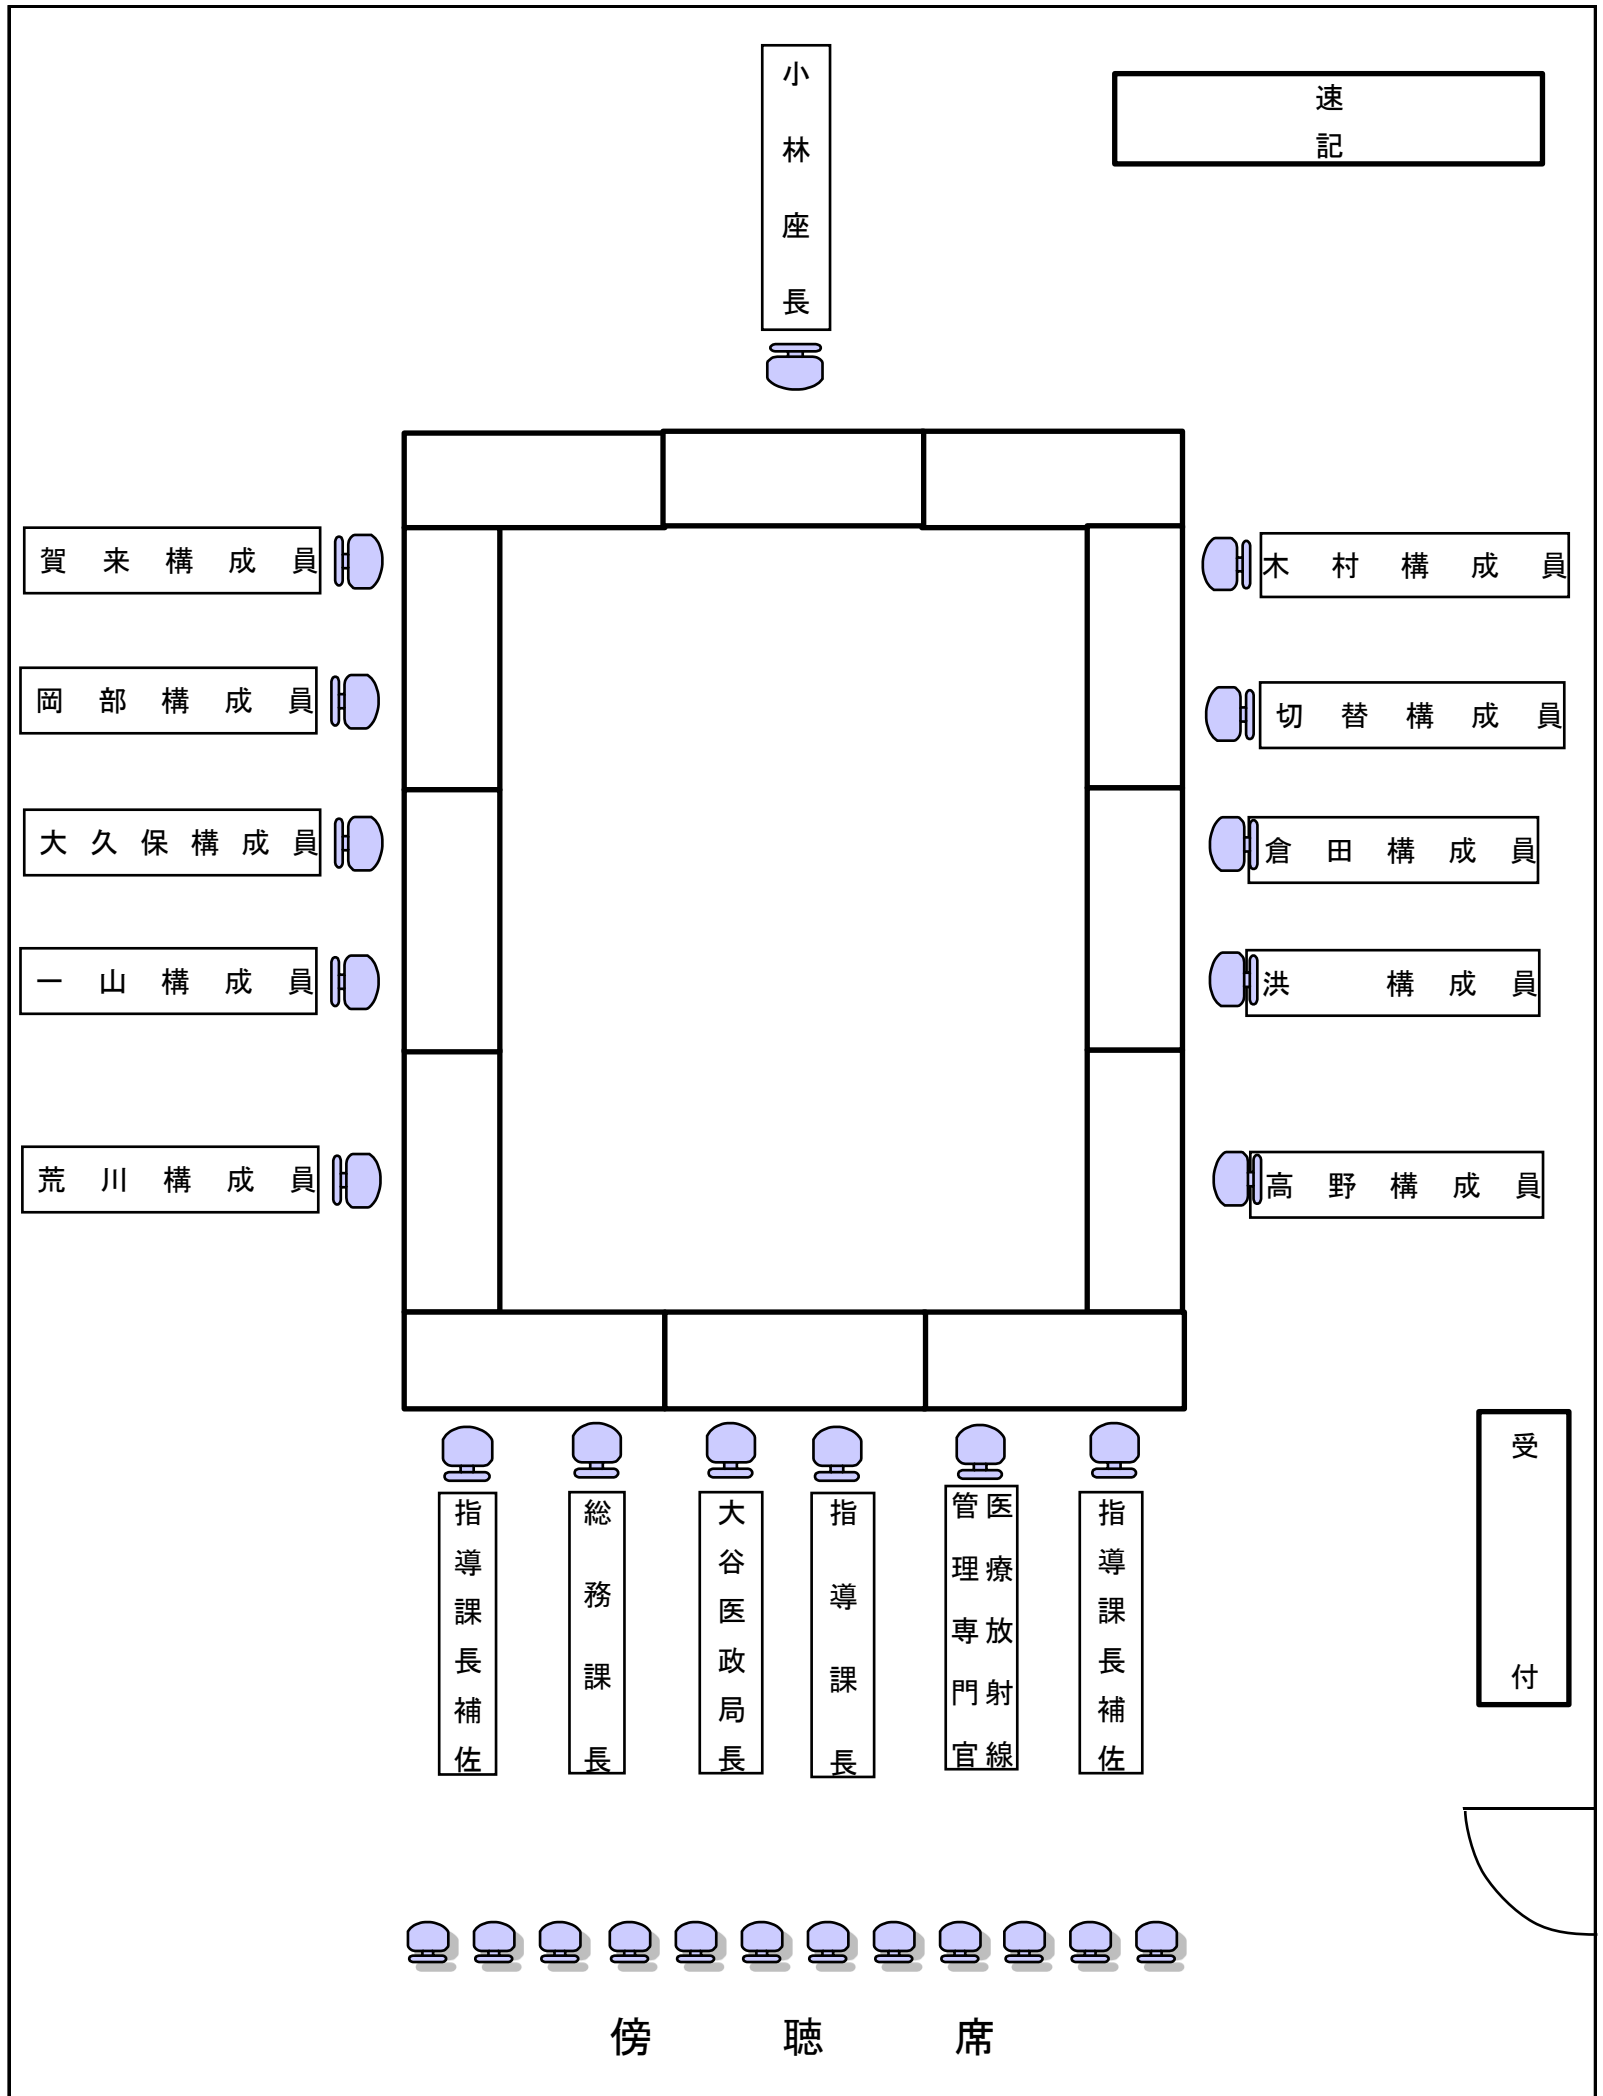 小林座長
速記
賀来構成員
木村構成員
岡部構成員
切替構成員
大久保構成員
倉田構成員
一山構成員
洪　構成員
荒川構成員
高野構成員
指導課長補佐
総務課長
大谷医政局長
指導課長
医療放射線
管理専門官
指導課長補佐
受付
傍聴席